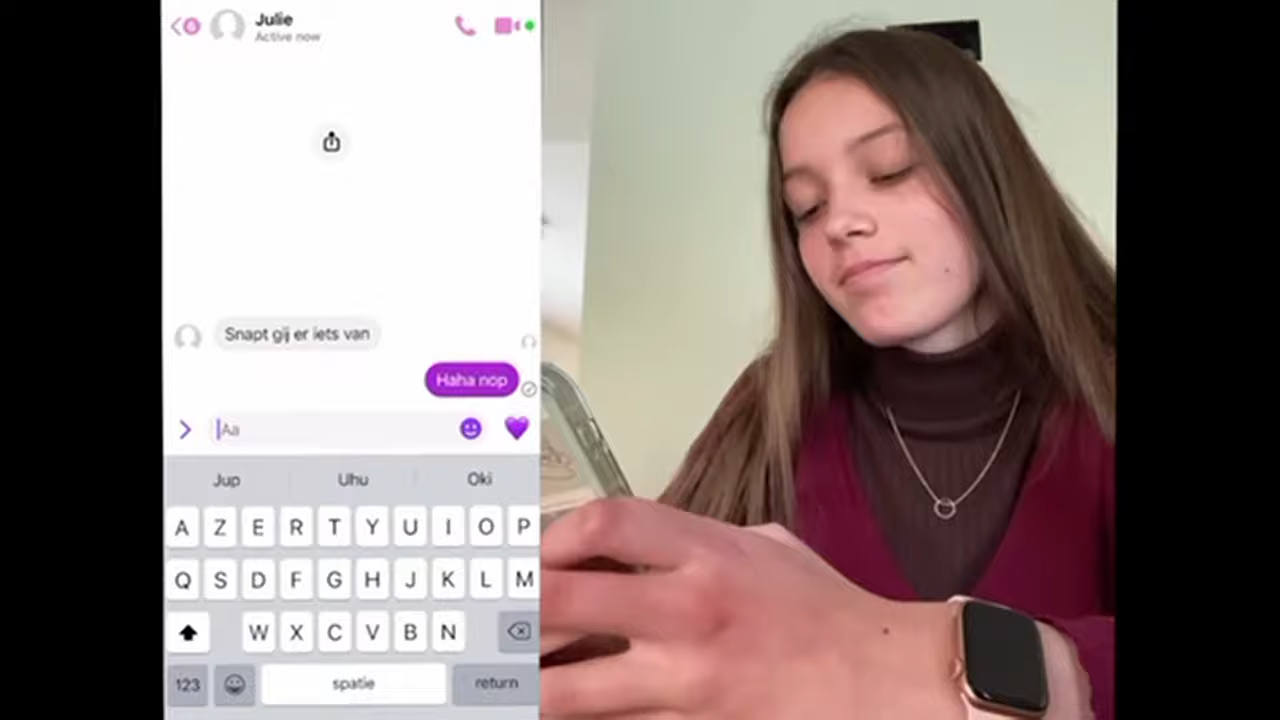 Julie
Active now
Snapt gij er iets van
Haha nop
Aa
Jup Uhu Oki
A Z E R T Y U I O P
Q S D F G H J K L M
W X C V B N
123 spatie return